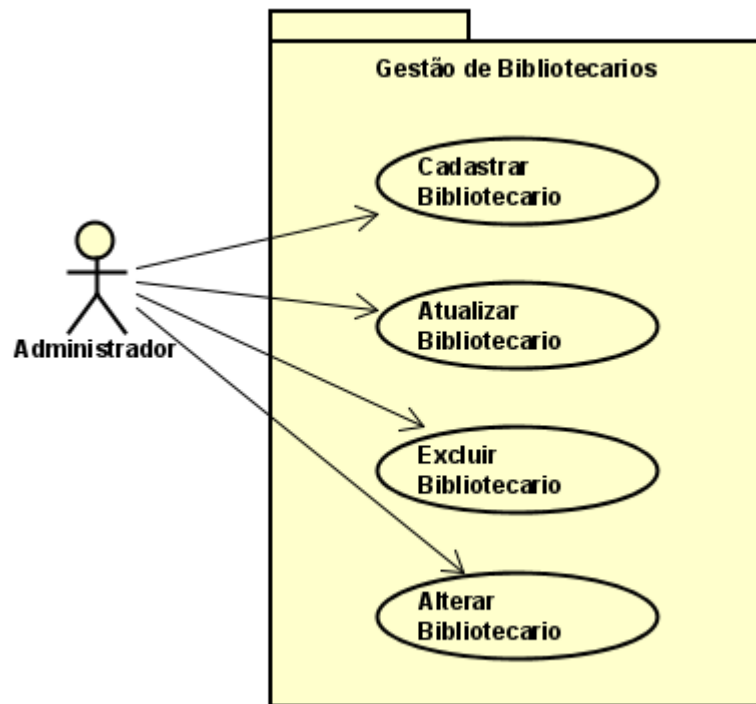 Gestão de Bibliotecarios
Cadastrar
Bibliotecario
Atualizar
Bibliotecario
Administrador
Excluir
Bibliotecario
Alterar
Bibliotecario